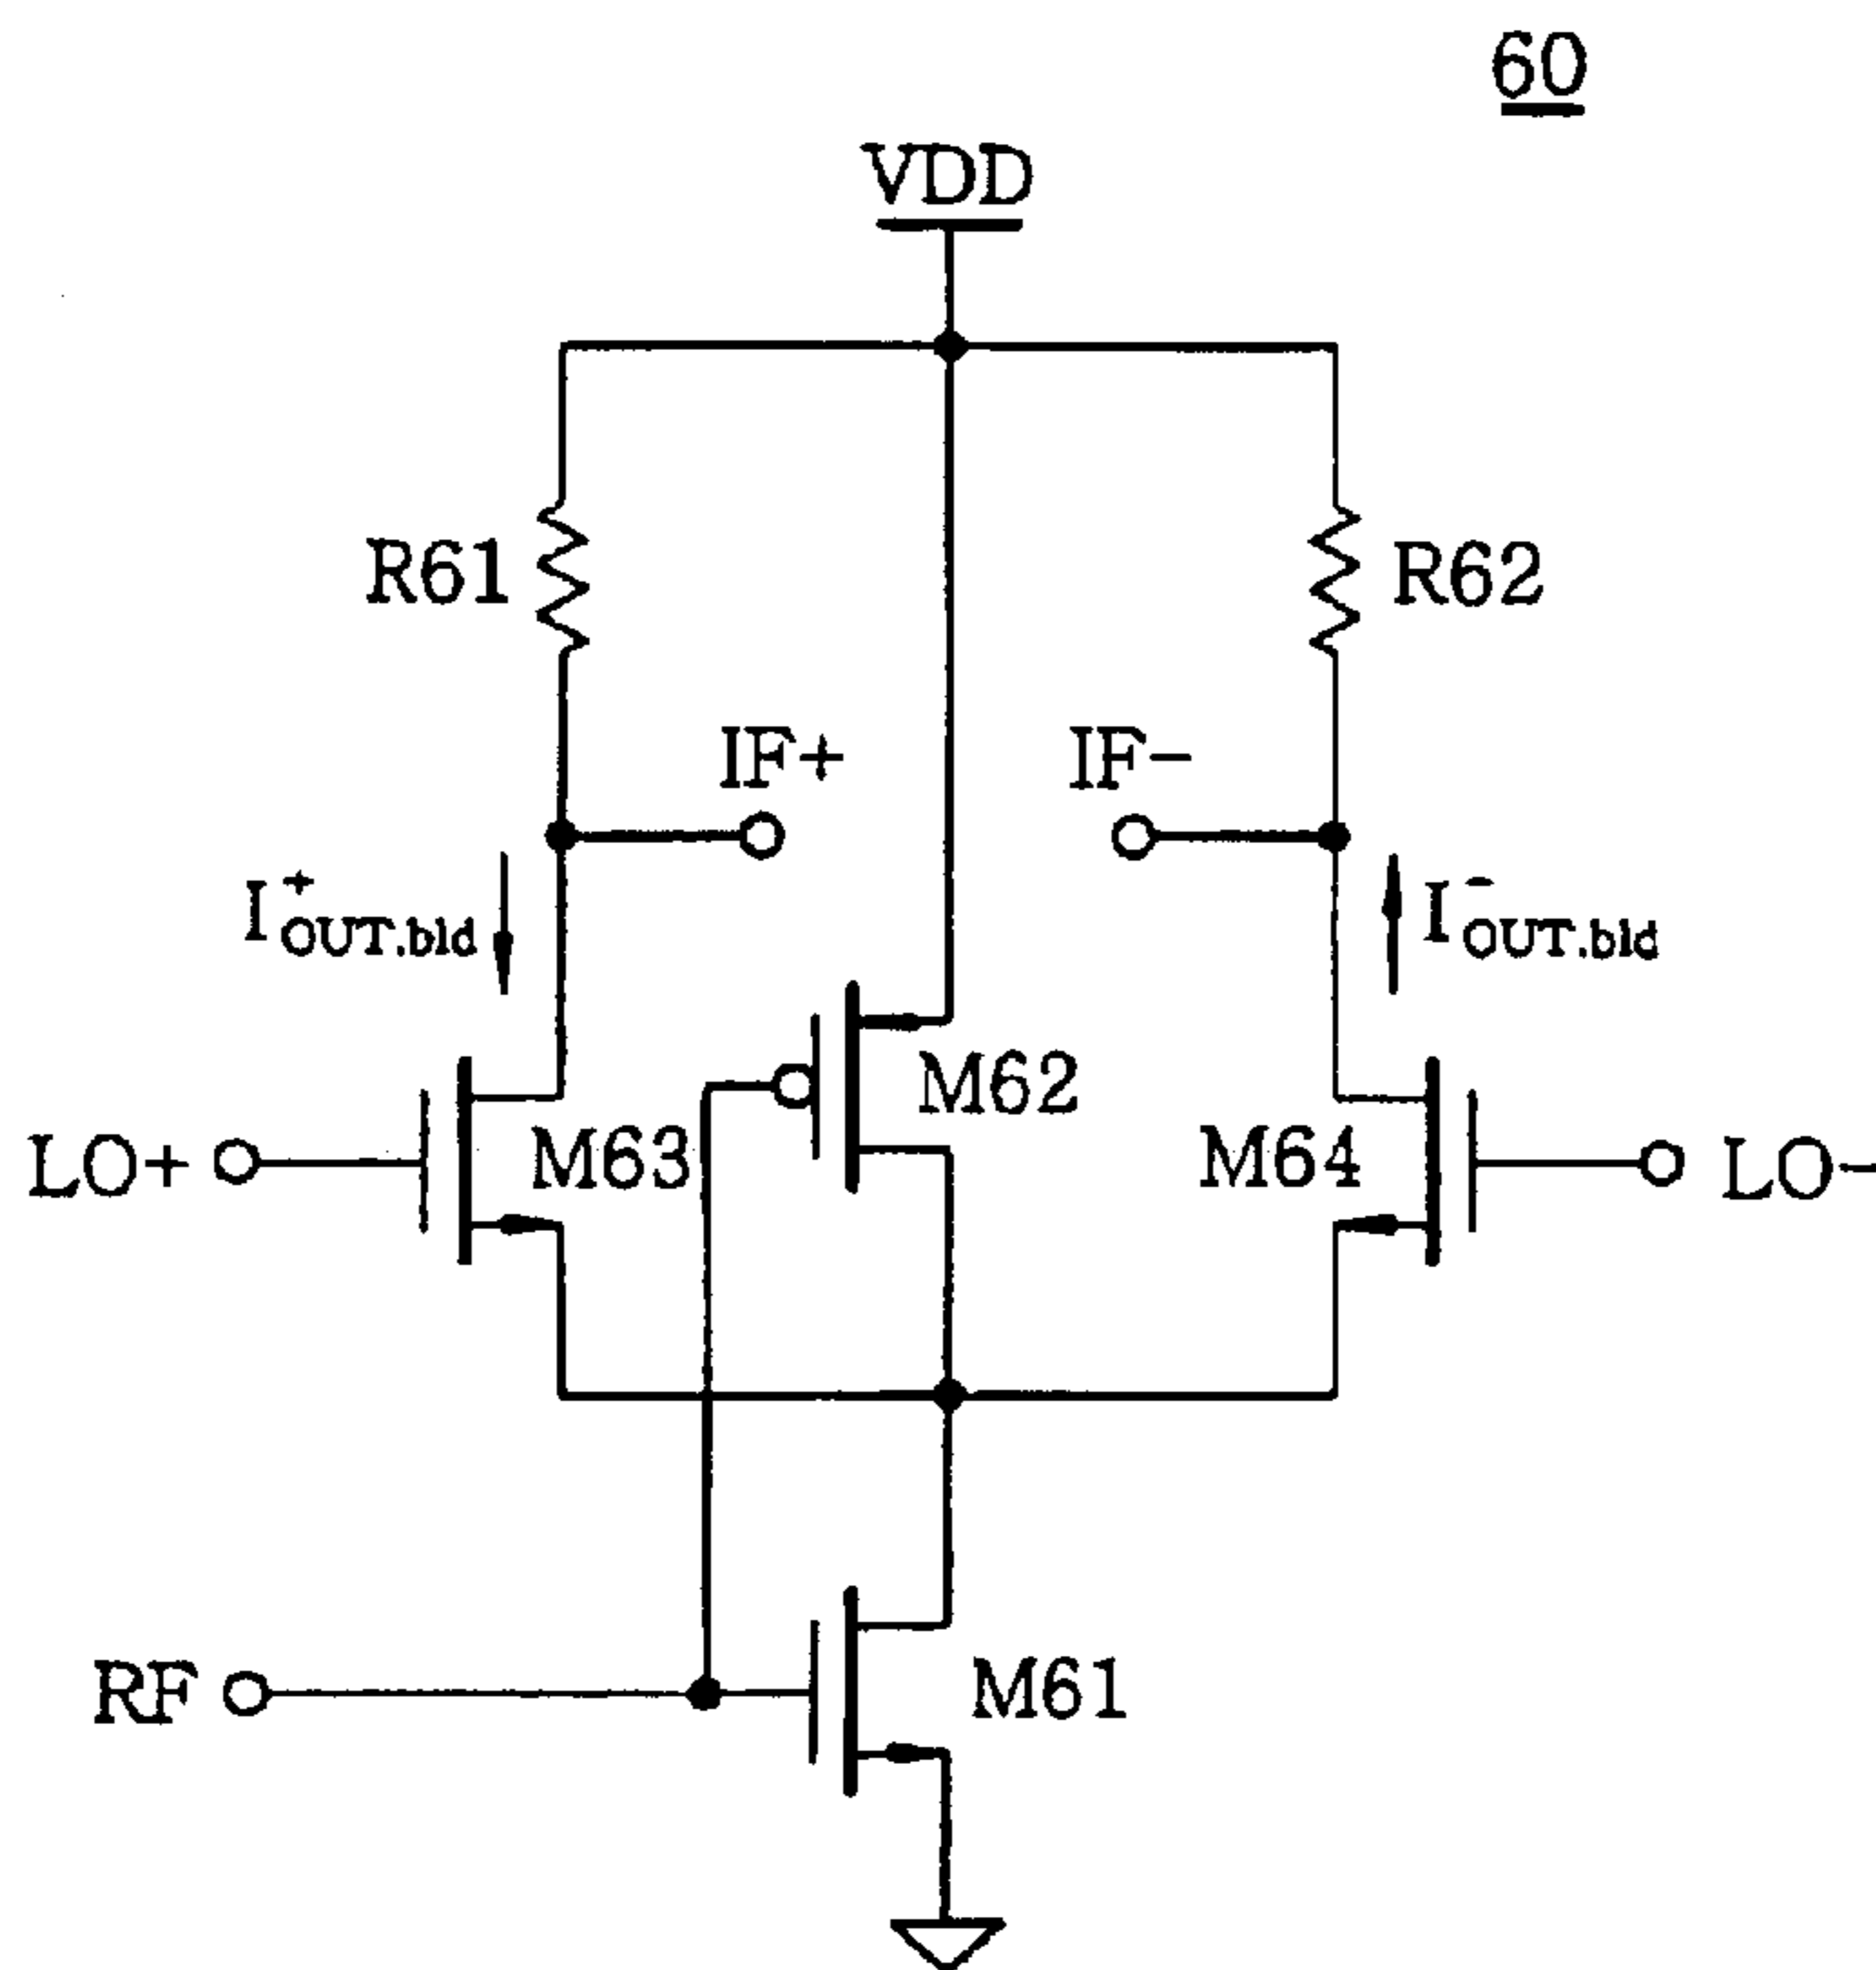 60
VDD
R61
R62
IF+
IF-
I+OUT.bld
I-OUT.bld
M62
LO+
M63
M64
LO-
RF
M61